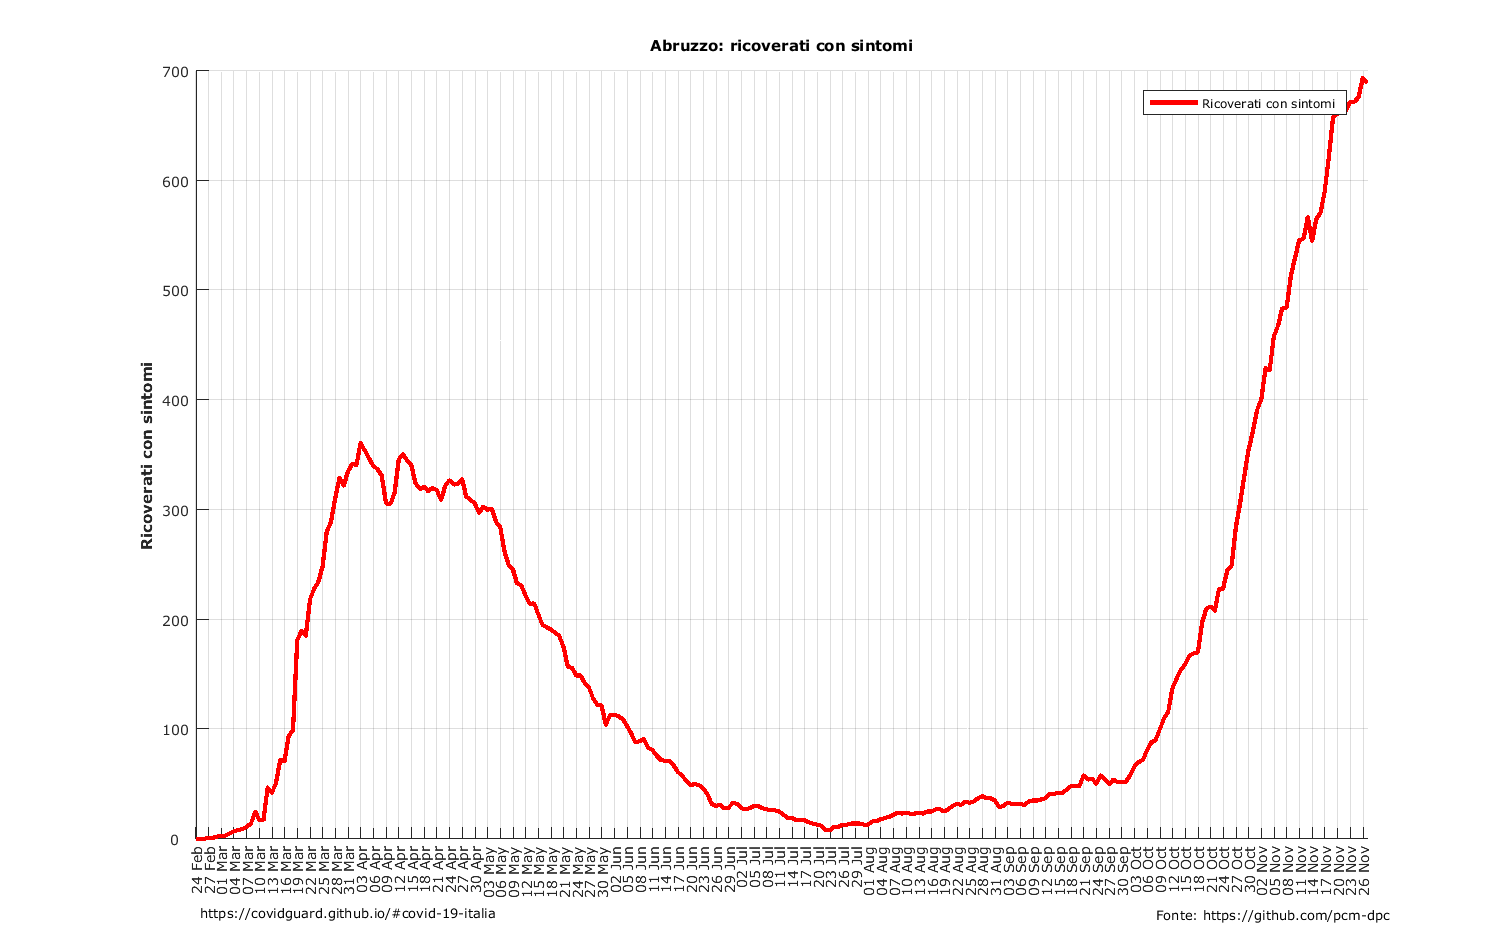 Abruzzo: ricoverati con sintomi
Ricoverati con sintomi
Ricoverati con sintomi
700
600
500
400
300
200
100
0
24 Feb
27 Feb
01 Mar
04 Mar
07 Mar
10 Mar
13 Mar
16 Mar
19 Mar
22 Mar
25 Mar
28 Mar
31 Mar
03 Apr
06 Apr
09 Apr
12 Apr
15 Apr
18 Apr
21 Apr
24 Apr
27 Apr
30 Apr
03 May
06 May
09 May
12 May
15 May
18 May
21 May
24 May
27 May
30 May
02 Jun
05 Jun
08 Jun
11 Jun
14 Jun
17 Jun
20 Jun
23 Jun
26 Jun
29 Jun
02 Jul
05 Jul
08 Jul
11 Jul
14 Jul
17 Jul
20 Jul
23 Jul
26 Jul
29 Jul
01 Aug
04 Aug
07 Aug
10 Aug
13 Aug
16 Aug
19 Aug
22 Aug
25 Aug
28 Aug
31 Aug
03 Sep
06 Sep
09 Sep
12 Sep
15 Sep
18 Sep
21 Sep
24 Sep
27 Sep
30 Sep
03 Oct
06 Oct
09 Oct
12 Oct
15 Oct
18 Oct
21 Oct
24 Oct
27 Oct
30 Oct
02 Nov
05 Nov
08 Nov
11 Nov
14 Nov
17 Nov
20 Nov
23 Nov
26 Nov
https://covidguard.github.io/#covid-19-italia
Fonte: https://github.com/pcm-dpc